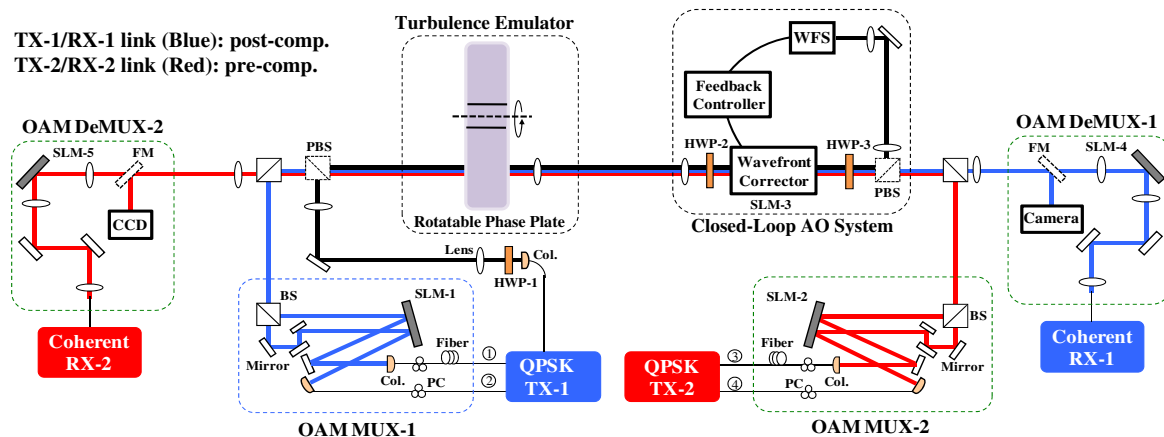 TX-1/RX-1 link (Blue): post-comp.
TX-2/RX-2 link (Red): pre-comp.
Turbulence Emulator
Rotatable Phase Plate
WFS
Feedback
Controller
HWP-2
HWP-3
Wavefront
Corrector
SLM-3
PBS
Closed-Loop AO System
OAM DeMUX-2
SLM-5
FM
CCD
Coherent
RX-2
PBS
Lens
HWP-1
Col.
BS
SLM-1
Mirror
Fiber
Col.
PC
①
②
QPSK
TX-1
OAM MUX-1
QPSK
TX-2
③
④
Fiber
PC
Col.
SLM-2
BS
Mirror
OAM MUX-2
OAM DeMUX-1
FM
SLM-4
Camera
Coherent
RX-1